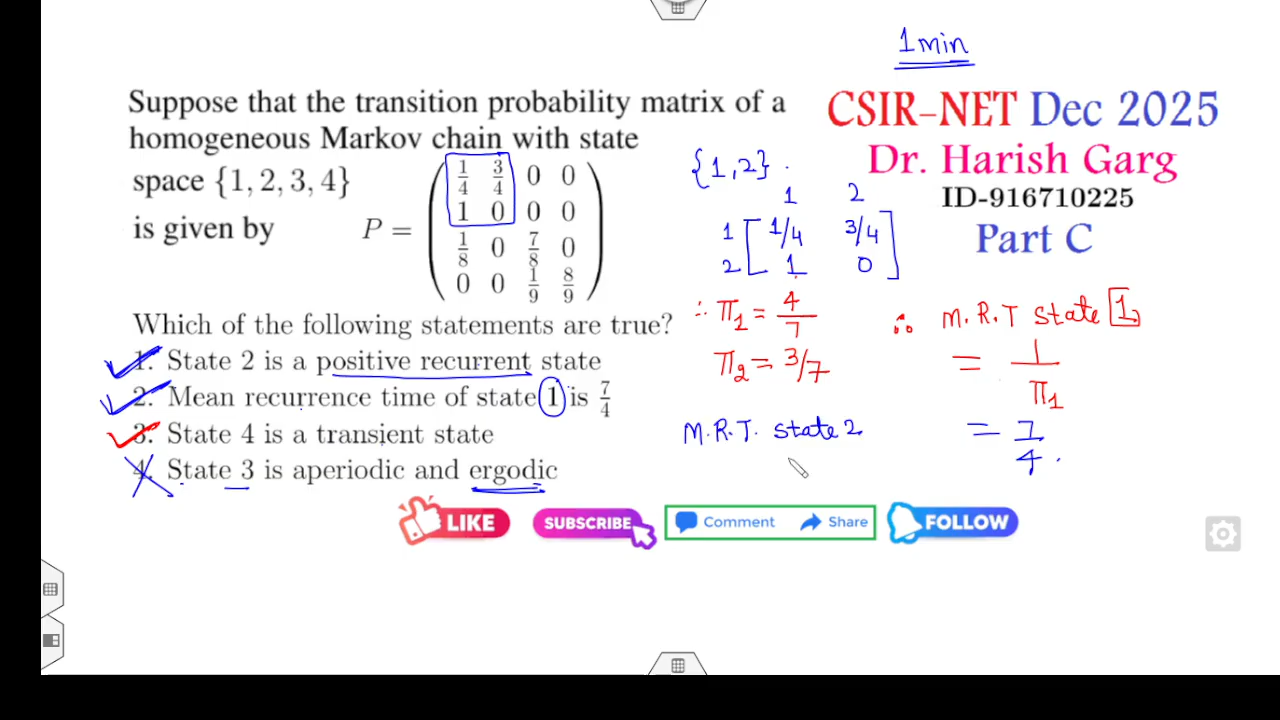 1min
Suppose that the transition probability matrix of a
homogeneous Markov chain with state
space {1, 2, 3, 4}
is given by P =
1/4 3/4 0 0
1 0 0 0
1/8 0 7/8 0
0 0 1/9 8/9
Which of the following statements are true?
1. State 2 is a positive recurrent state
2. Mean recurrence time of state 1 is 7/4
3. State 4 is a transient state
4. State 3 is aperiodic and ergodic
CSIR-NET Dec 2025
Dr. Harish Garg
ID-916710225
Part C
{1,2}.
1 2
1 [ 1/4 3/4 ]
2 [ 1 0 ]
∴ π1 = 4/7
π2 = 3/7
M.R.T. state 2
∴ M.R.T state 1
= 1/π1
= 7/4.
LIKE
SUBSCRIBE
Comment
Share
FOLLOW